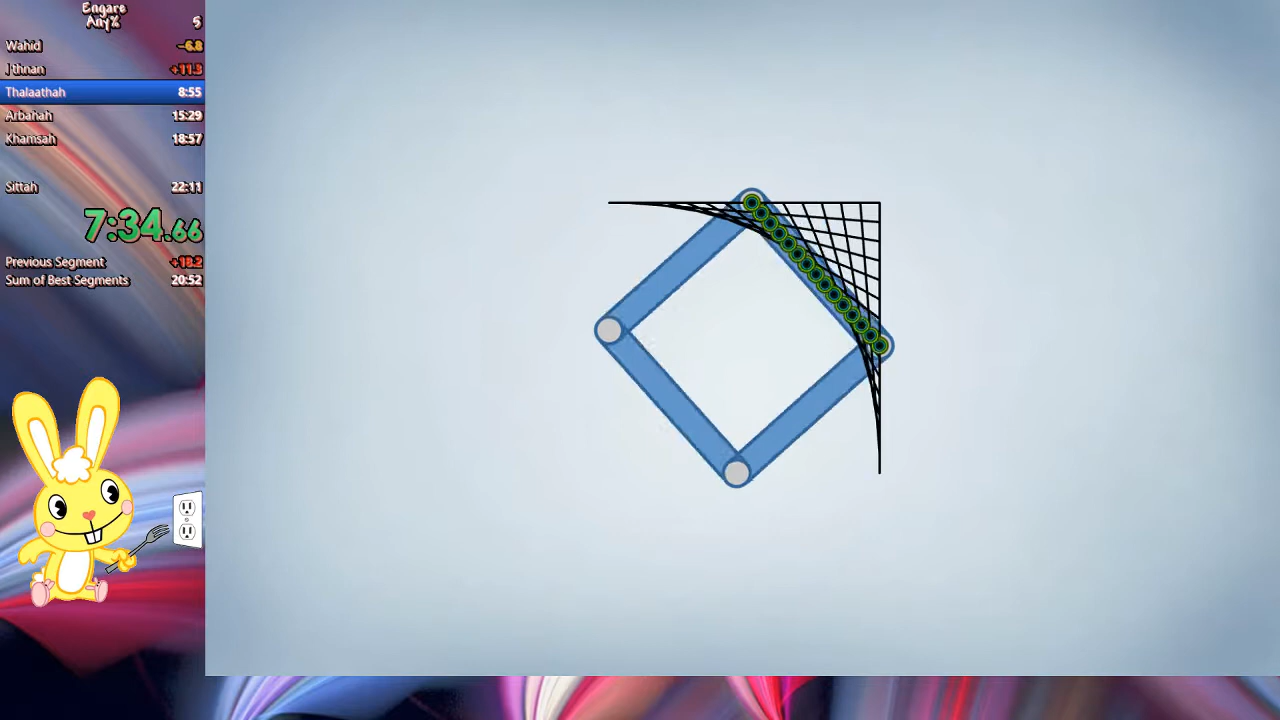 Engare
Any% 5
Wahid -6.8
I'thnan +11.3
Thalaathah 8:55
Arbahah 15:29
Khamsah 18:57
Sittah 22:11
7:34.66
Previous Segment +18.2
Sum of Best Segments 20:52